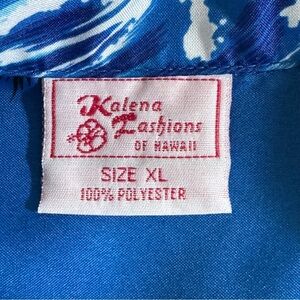 Kalena
Fashions
OF HAWAII
SIZE XL
100% POLYESTER